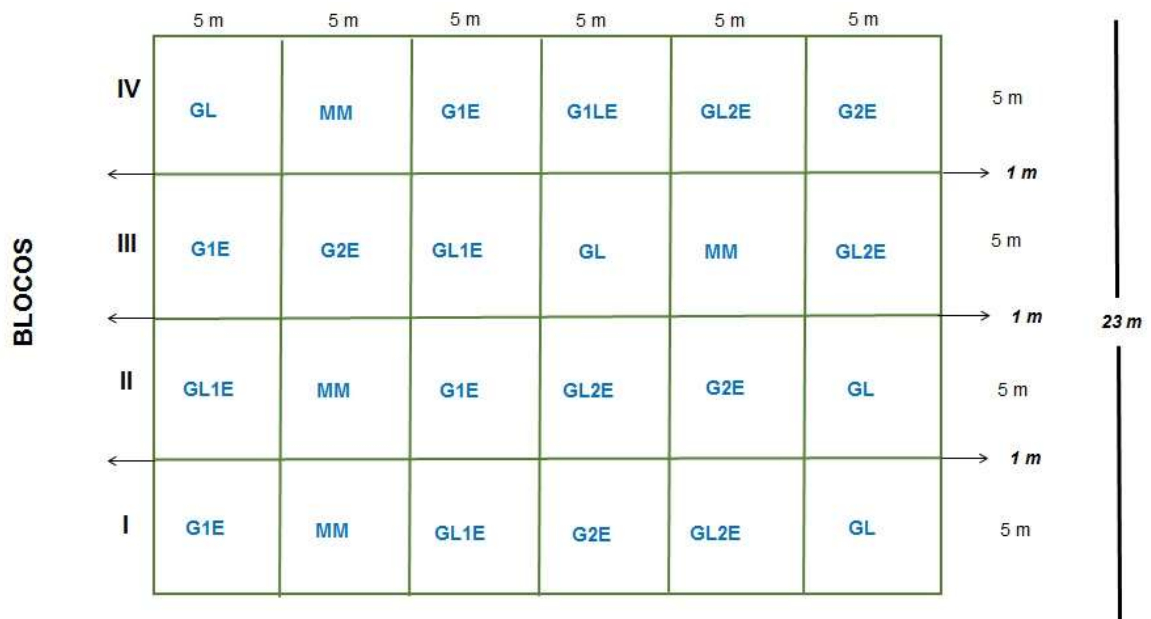 5 m 5 m 5 m 5 m 5 m 5 m
IV GL MM G1E G1LE GL2E G2E 5 m
1 m
III G1E G2E GL1E GL MM GL2E 5 m
BLOCOS
1 m 23 m
II GL1E MM G1E GL2E G2E GL 5 m
1 m
I G1E MM GL1E G2E GL2E GL 5 m